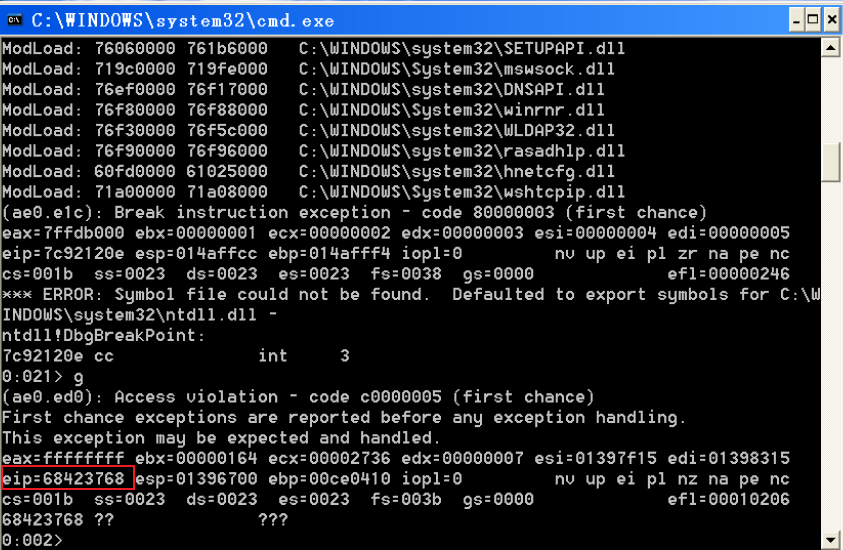 C:\WINDOWS\system32\cmd.exe
ModLoad: 76060000 761b6000   C:\WINDOWS\system32\SETUPAPI.dll
ModLoad: 719c0000 719fe000   C:\WINDOWS\System32\mswsock.dll
ModLoad: 76ef0000 76f17000   C:\WINDOWS\system32\DNSAPI.dll
ModLoad: 76f80000 76f88000   C:\WINDOWS\System32\winrnr.dll
ModLoad: 76f30000 76f5c000   C:\WINDOWS\system32\WLDAP32.dll
ModLoad: 76f90000 76f96000   C:\WINDOWS\system32\rasadhlp.dll
ModLoad: 60fd0000 61025000   C:\WINDOWS\system32\hnetcfg.dll
ModLoad: 71a00000 71a08000   C:\WINDOWS\System32\wshtcpip.dll
(ae0.e1c): Break instruction exception - code 80000003 (first chance)
eax=7ffdb000 ebx=00000001 ecx=00000002 edx=00000003 esi=00000004 edi=00000005
eip=7c92120e esp=014affcc ebp=014afff4 iopl=0         nv up ei pl zr na pe nc
cs=001b  ss=0023  ds=0023  es=0023  fs=0038  gs=0000             efl=00000246
*** ERROR: Symbol file could not be found.  Defaulted to export symbols for C:\W
INDOWS\system32\ntdll.dll -
ntdll!DbgBreakPoint:
7c92120e cc              int     3
0:021> g
(ae0.ed0): Access violation - code c0000005 (first chance)
First chance exceptions are reported before any exception handling.
This exception may be expected and handled.
eax=ffffffff ebx=00000164 ecx=00002736 edx=00000007 esi=01397f15 edi=01398315
eip=68423768 esp=01396700 ebp=00ce0410 iopl=0         nv up ei pl nz na pe nc
cs=001b  ss=0023  ds=0023  es=0023  fs=003b  gs=0000             efl=00010206
68423768 ??              ???
0:002>